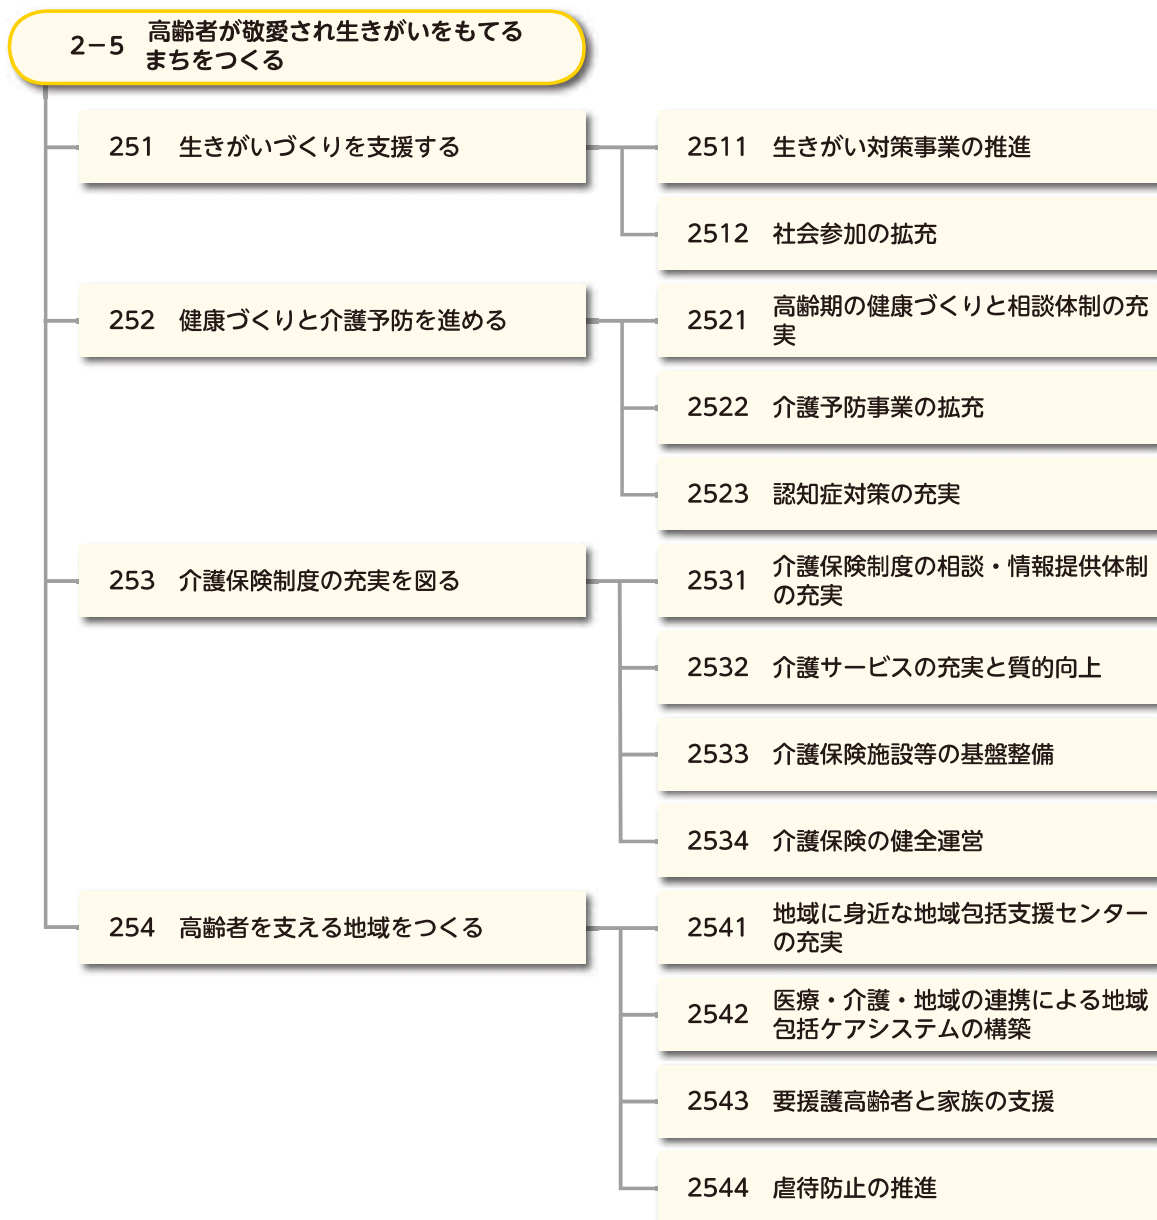 2−5 高齢者が敬愛され生きがいをもてる
まちをつくる
251 生きがいづくりを支援する
2511 生きがい対策事業の推進
2512 社会参加の拡充
252 健康づくりと介護予防を進める
2521 高齢期の健康づくりと相談体制の充
実
2522 介護予防事業の拡充
2523 認知症対策の充実
253 介護保険制度の充実を図る
2531 介護保険制度の相談・情報提供体制
の充実
2532 介護サービスの充実と質的向上
2533 介護保険施設等の基盤整備
2534 介護保険の健全運営
254 高齢者を支える地域をつくる
2541 地域に身近な地域包括支援センター
の充実
2542 医療・介護・地域の連携による地域
包括ケアシステムの構築
2543 要援護高齢者と家族の支援
2544 虐待防止の推進